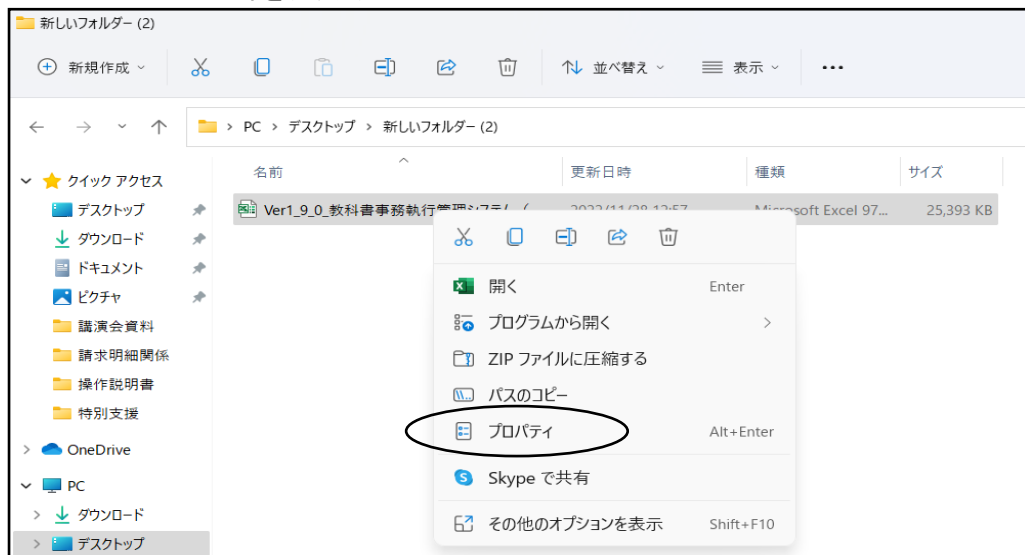 新しいフォルダー (2)
新規作成
並べ替え
表示
PC > デスクトップ > 新しいフォルダー (2)
名前 更新日時 種類 サイズ
クイック アクセス
デスクトップ
ダウンロード
ドキュメント
ピクチャ
講演会資料
請求明細関係
操作説明書
特別支援
OneDrive
PC
ダウンロード
デスクトップ
Ver1_9_0_教科書事務執行管理システム ( 2022/11/28 12:57 Microsoft Excel 97... 25,393 KB
開く Enter
プログラムから開く
ZIP ファイルに圧縮する
パスのコピー
プロパティ Alt+Enter
Skype で共有
その他のオプションを表示 Shift+F10